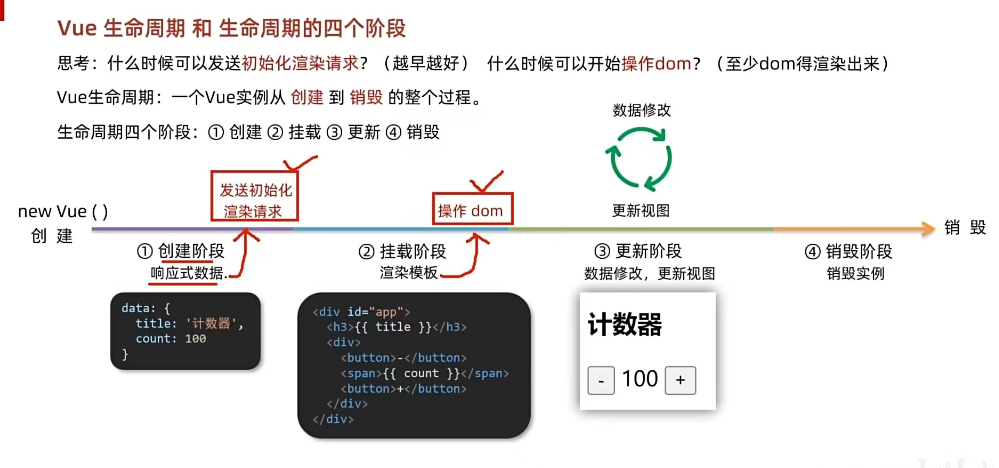 Vue 生命周期 和 生命周期的四个阶段
思考：什么时候可以发送初始化渲染请求？（越早越好） 什么时候可以开始操作dom？（至少dom得渲染出来）
Vue生命周期：一个Vue实例从 创建 到 销毁 的整个过程。
生命周期四个阶段：① 创建 ② 挂载 ③ 更新 ④ 销毁
数据修改
更新视图
发送初始化
渲染请求
操作 dom
new Vue ( )
创 建
销 毁
① 创建阶段
响应式数据
② 挂载阶段
渲染模板
③ 更新阶段
数据修改，更新视图
④ 销毁阶段
销毁实例
data: {
title: '计数器',
count: 100
}
<div id="app">
<h3>{{ title }}</h3>
<div>
<button>-</button>
<span>{{ count }}</span>
<button>+</button>
</div>
</div>
计数器
- 100 +